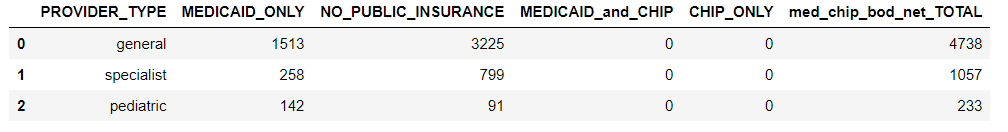 PROVIDER_TYPE MEDICAID_ONLY NO_PUBLIC_INSURANCE MEDICAID_and_CHIP CHIP_ONLY med_chip_bod_net_TOTAL
0 general 1513 3225 0 0 4738
1 specialist 258 799 0 0 1057
2 pediatric 142 91 0 0 233